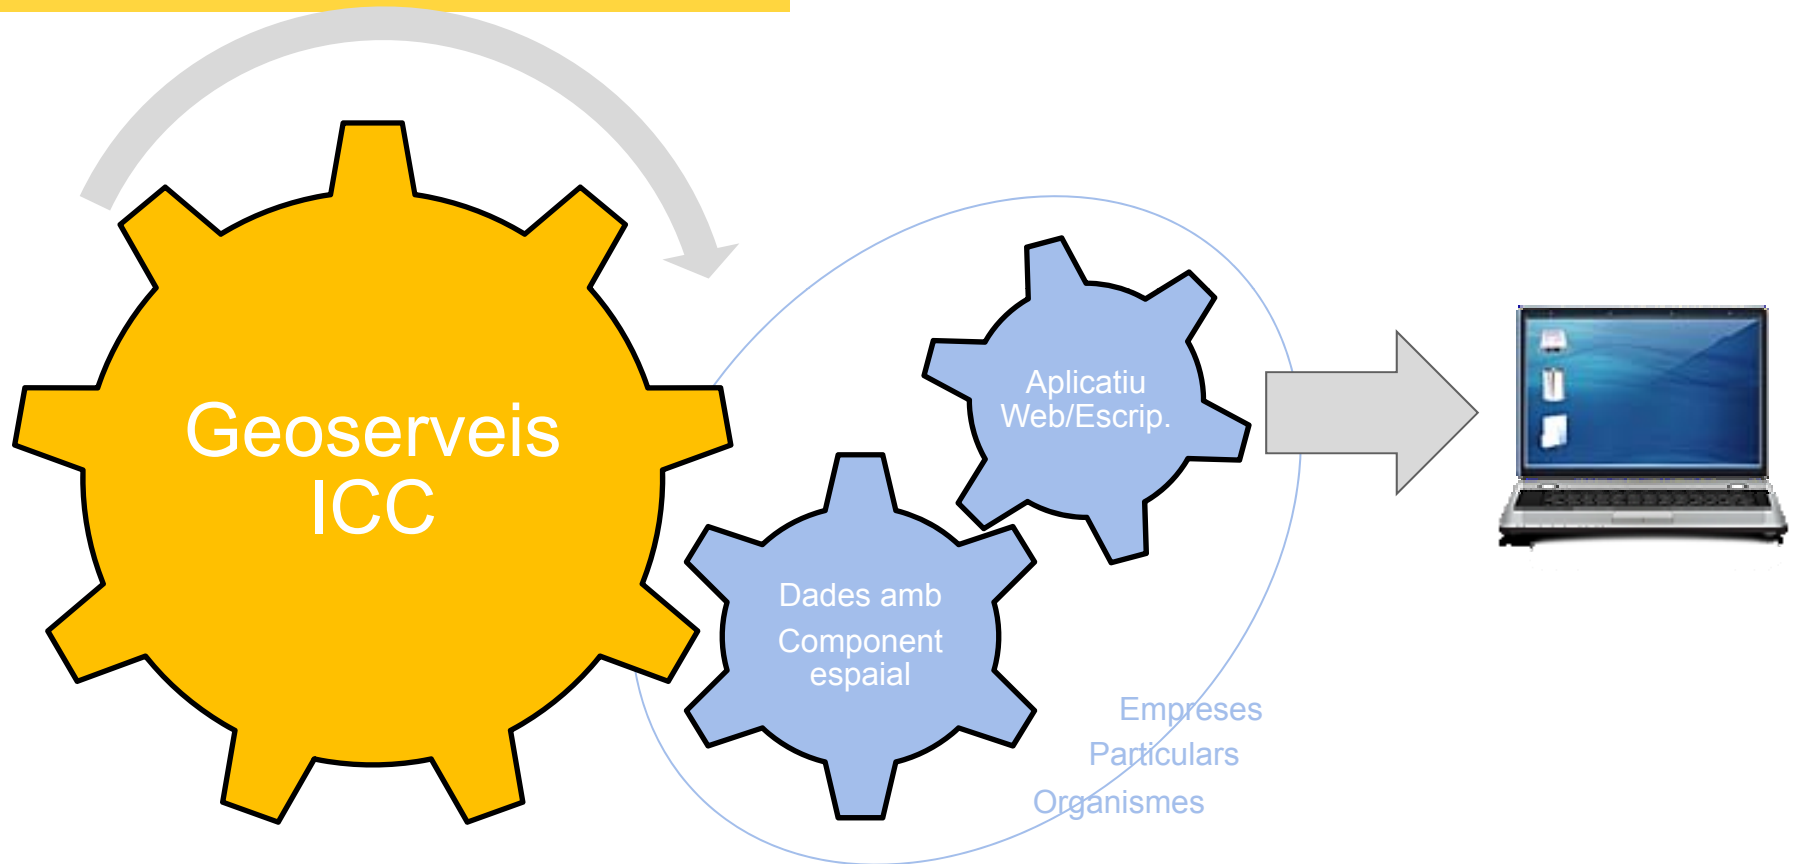 Geoserveis
ICC
Aplicatiu
Web/Escrip.
Dades amb
Component
espaial
Empreses
Particulars
Organismes